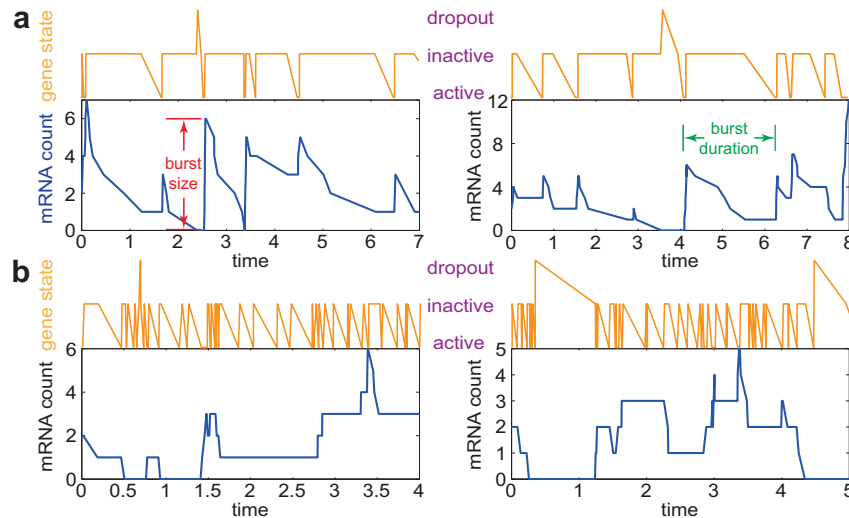 a
gene state
dropout
inactive
active
mRNA count
6
4
2
0
burst
size
0 1 2 3 4 5 6 7
time
mRNA count
12
8
4
0
burst
duration
0 1 2 3 4 5 6 7 8
time
b
gene state
dropout
inactive
active
mRNA count
6
4
2
0
0 0.5 1 1.5 2 2.5 3 3.5 4
time
mRNA count
5
4
3
2
1
0
0 1 2 3 4 5
time